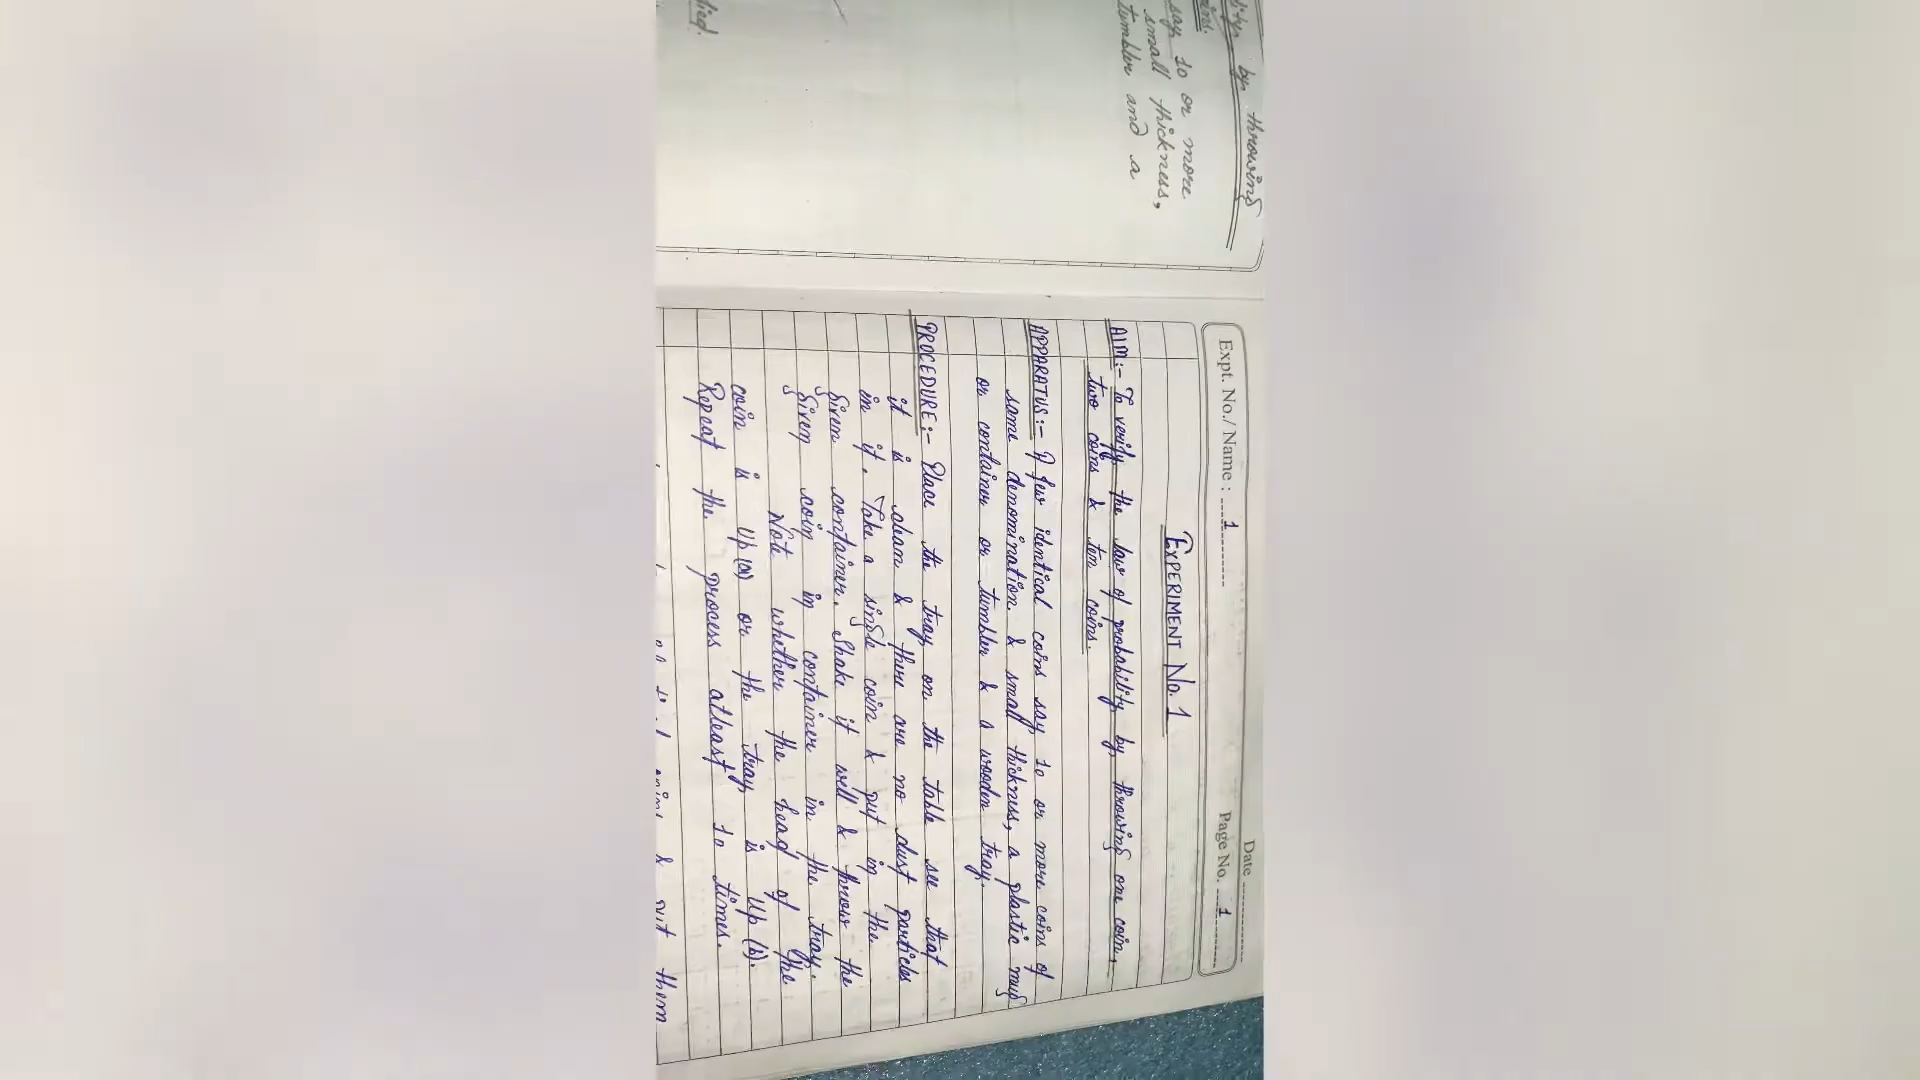 by throwing
say 10 or more
small thickness,
tumbler and a
Date
Expt. No./ Name : 1
Page No. 1
EXPERIMENT No. 1
AIM:- To verify the law of probability by throwing one coin,
two coins & ten coins.
APPARATUS:- A few identical coins say 10 or more coins of
same denomination & small thickness, a plastic mug
or container or tumbler & a wooden tray.
PROCEDURE:- Place the tray on the table see that
it is clean & there are no dust particles
in it. Take a single coin & put in the
given container. Shake it well & throw the
given coin in container in the tray.
Note whether the head of the
coin is Up(a) or the tray is Up(b).
Repeat the process atleast 10 times.
& put them